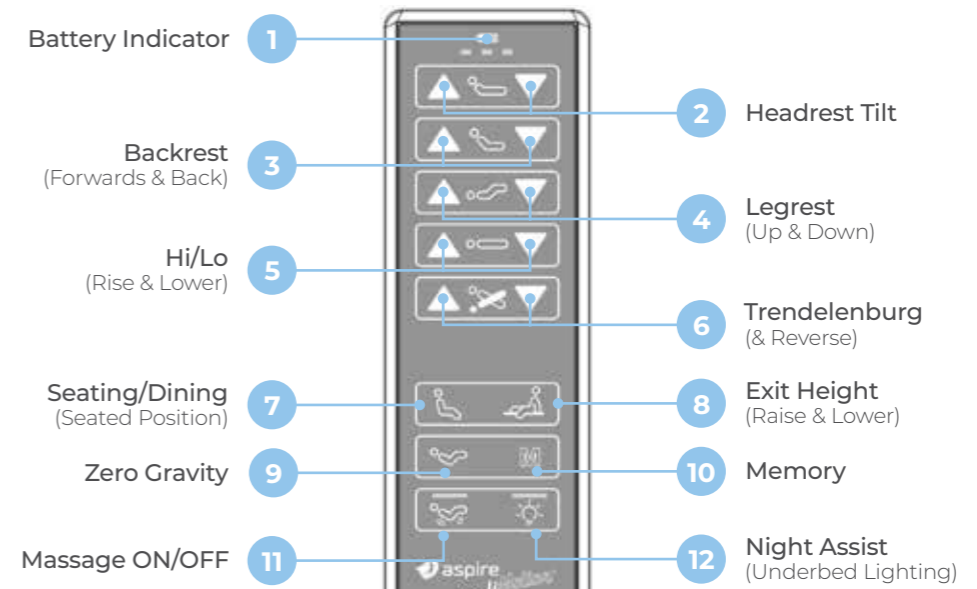 Battery Indicator 1
2 Headrest Tilt
Backrest
(Forwards & Back) 3
4 Legrest
(Up & Down)
Hi/Lo
(Rise & Lower) 5
6 Trendelenburg
(& Reverse)
Seating/Dining
(Seated Position) 7
8 Exit Height
(Raise & Lower)
Zero Gravity 9
M
10 Memory
Massage ON/OFF 11
12 Night Assist
(Underbed Lighting)
aspire